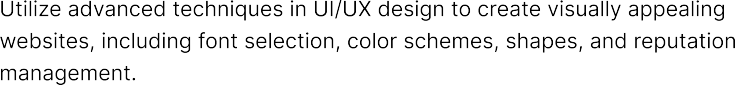 Utilize advanced techniques in UI/UX design to create visually appealing
websites, including font selection, color schemes, shapes, and reputation
management.